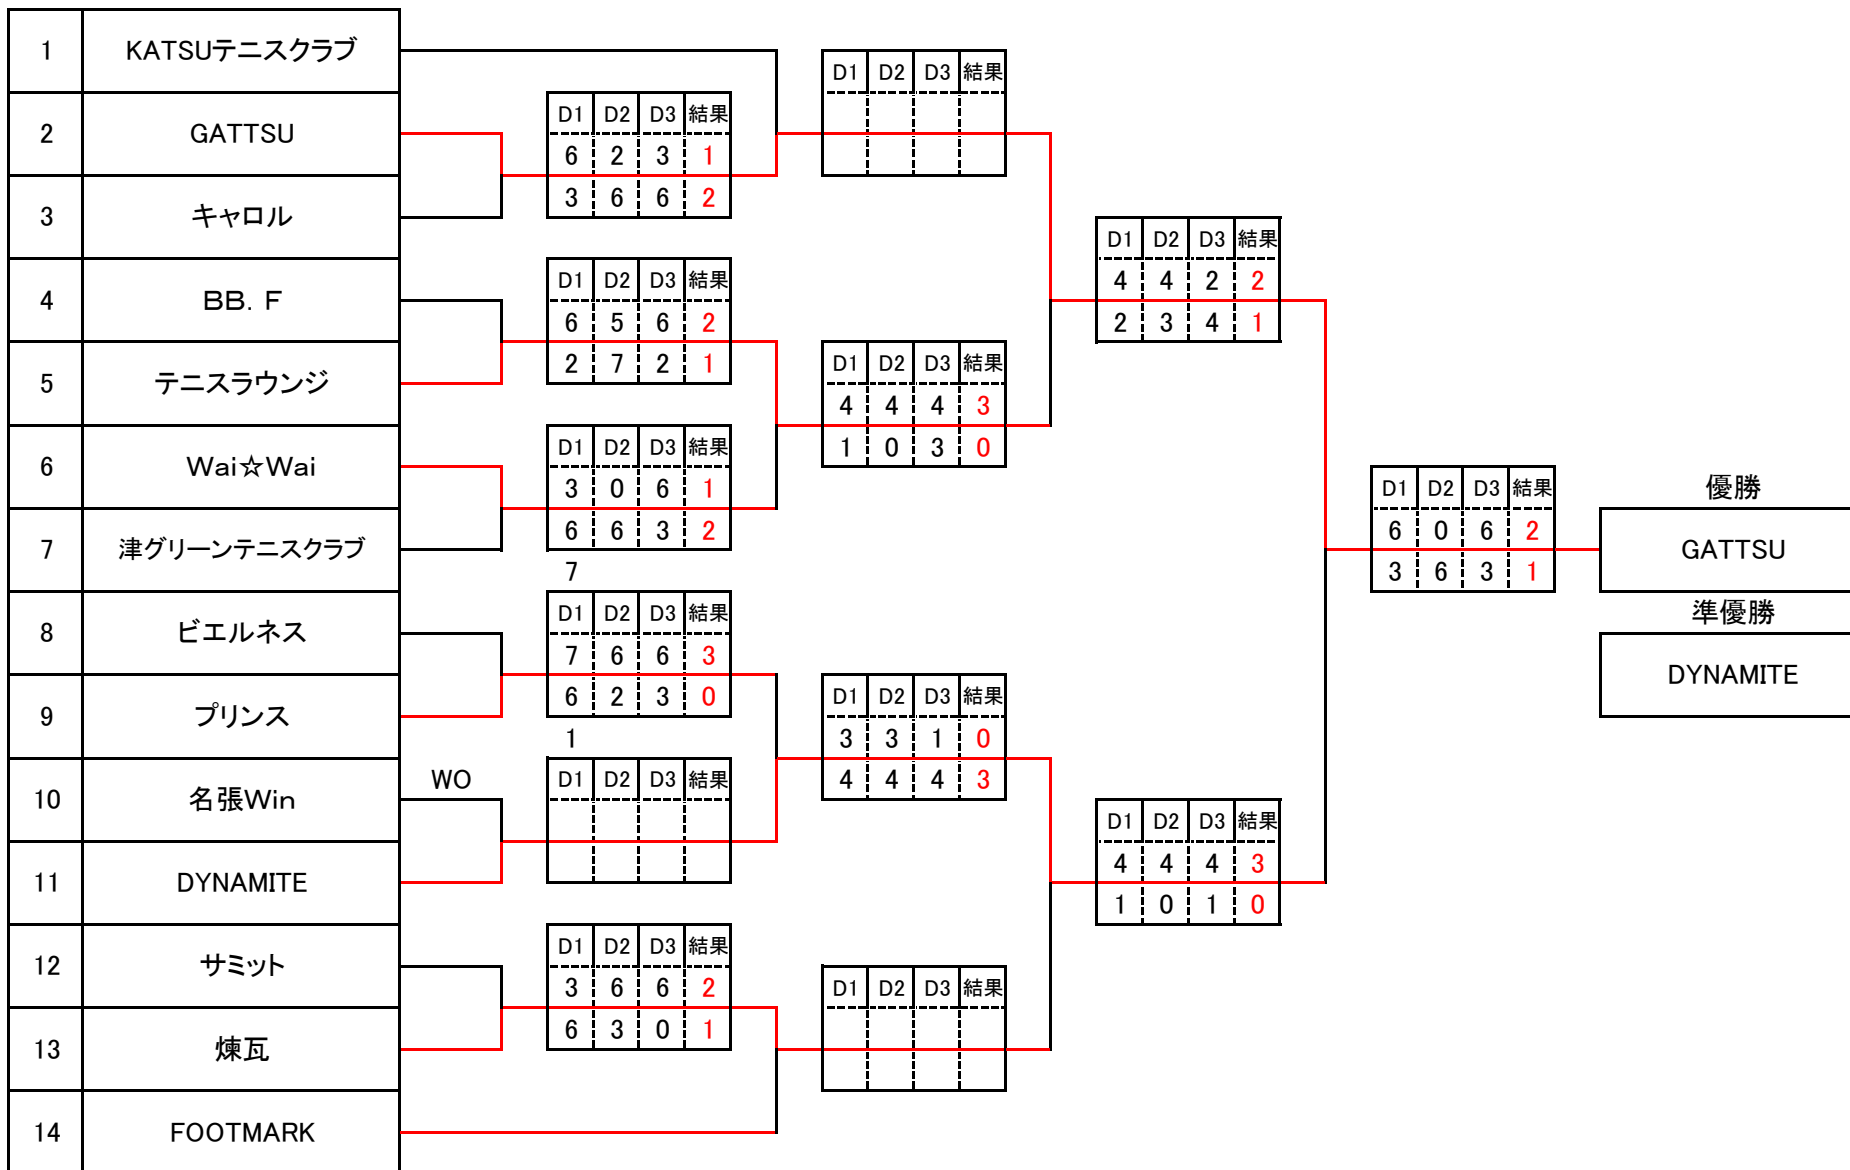 1 KATSUテニスクラブ
2 GATTSU
3 キャロル
4 BB. F
5 テニスラウンジ
6 Wai☆Wai
7 津グリーンテニスクラブ
8 ビエルネス
9 プリンス
10 名張Win
11 DYNAMITE
12 サミット
13 煉瓦
14 FOOTMARK
WO
D1 D2 D3 結果
6 2 3 1
3 6 6 2
D1 D2 D3 結果
6 5 6 2
2 7 2 1
D1 D2 D3 結果
3 0 6 1
6 6 3 2
7
D1 D2 D3 結果
7 6 6 3
6 2 3 0
1
D1 D2 D3 結果
D1 D2 D3 結果
3 6 6 2
6 3 0 1
D1 D2 D3 結果
D1 D2 D3 結果
4 4 4 3
1 0 3 0
D1 D2 D3 結果
3 3 1 0
4 4 4 3
D1 D2 D3 結果
D1 D2 D3 結果
4 4 2 2
2 3 4 1
D1 D2 D3 結果
4 4 4 3
1 0 1 0
D1 D2 D3 結果
6 0 6 2
3 6 3 1
優勝
GATTSU
準優勝
DYNAMITE